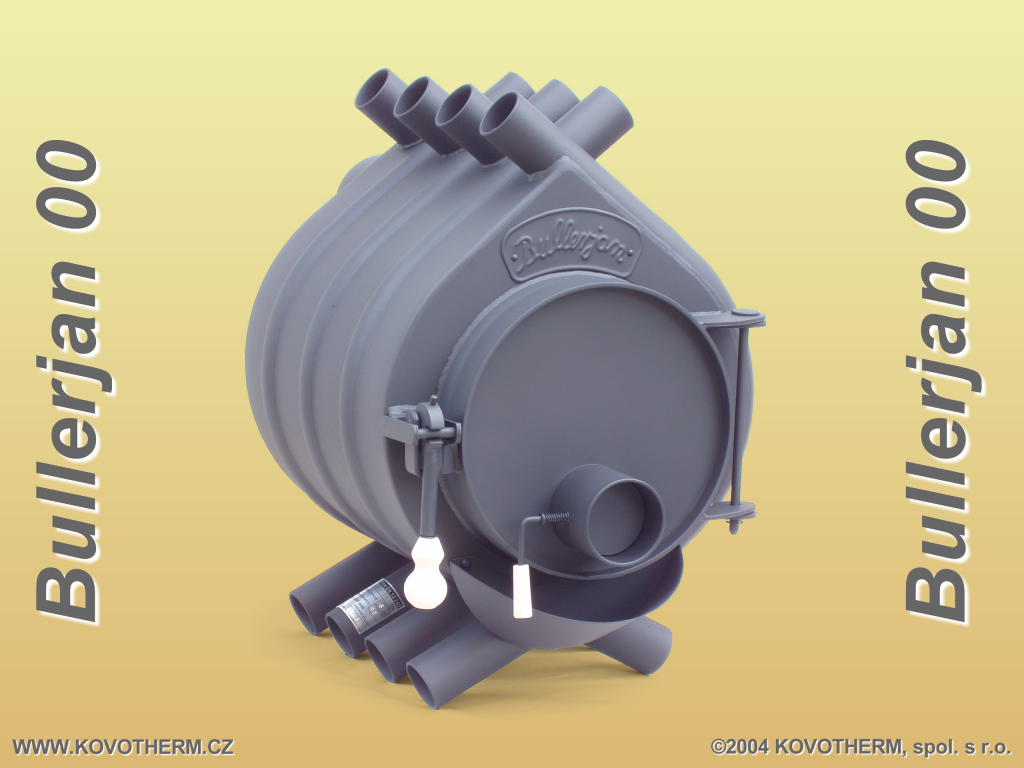 Bullerjan 00
Bullerjan
Bullerjan 00
WWW.KOVOTHERM.CZ
©2004 KOVOTHERM, spol. s r.o.